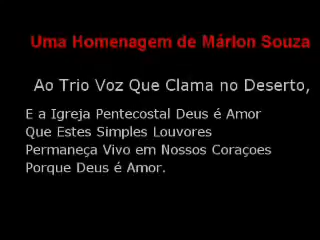 Uma Homenagem de Márlon Souza
Ao Trio Voz Que Clama no Deserto,
E a Igreja Pentecostal Deus é Amor
Que Estes Simples Louvores
Permaneça Vivo em Nossos Coraçoes
Porque Deus é Amor.